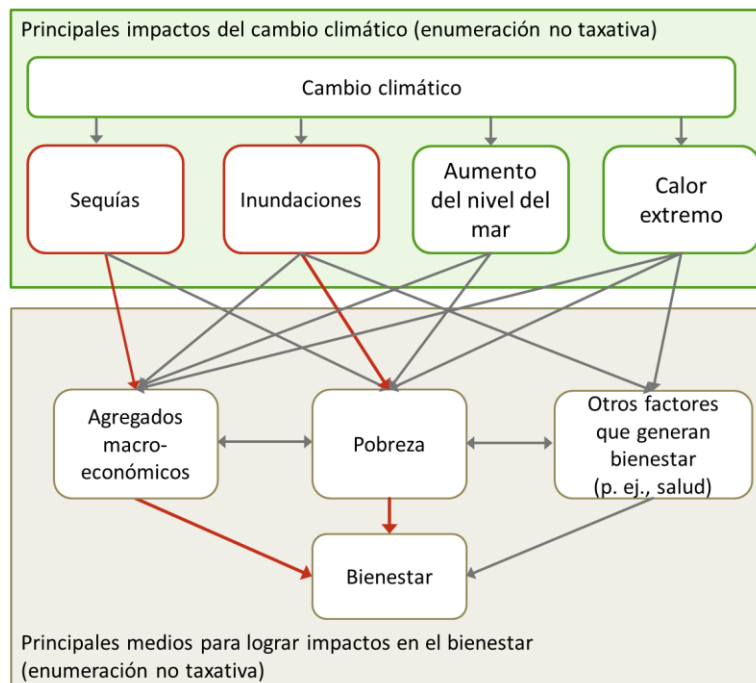 Principales impactos del cambio climático (enumeración no taxativa)
Cambio climático
Sequías
Inundaciones
Aumento
del nivel del
mar
Calor
extremo
Agregados
macro-
económicos
Pobreza
Otros factores
que generan
bienestar
(p. ej., salud)
Bienestar
Principales medios para lograr impactos en el bienestar
(enumeración no taxativa)